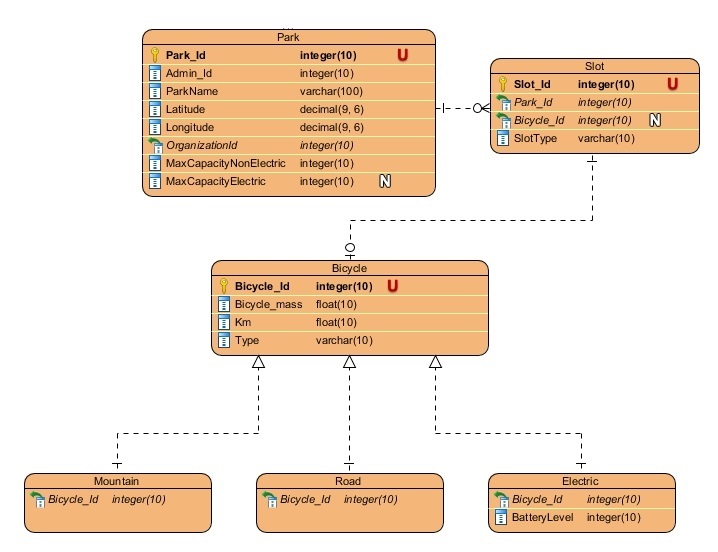 Park
Park_Id integer(10) U
Admin_Id integer(10)
ParkName varchar(100)
Latitude decimal(9, 6)
Longitude decimal(9, 6)
OrganizationId integer(10)
MaxCapacityNonElectric integer(10)
MaxCapacityElectric integer(10) N
Slot
Slot_Id integer(10) U
Park_Id integer(10)
Bicycle_Id integer(10) N
SlotType varchar(10)
Bicycle
Bicycle_Id integer(10) U
Bicycle_mass float(10)
Km float(10)
Type varchar(10)
Mountain
Bicycle_Id integer(10)
Road
Bicycle_Id integer(10)
Electric
Bicycle_Id integer(10)
BatteryLevel integer(10)